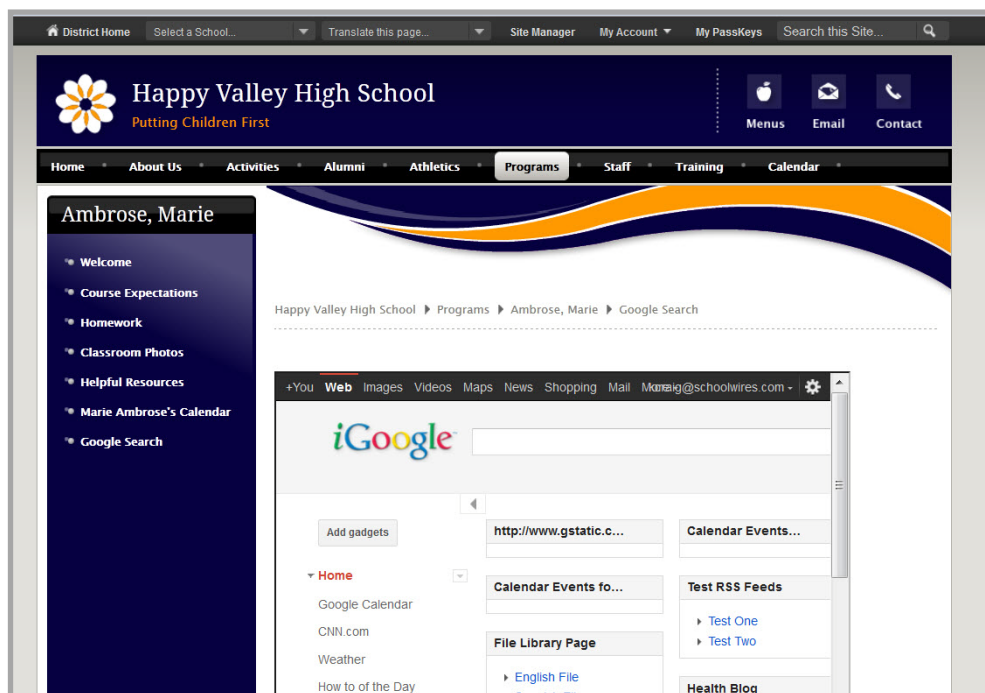 District Home Select a School... Translate this page... Site Manager My Account My PassKeys Search this Site...
Happy Valley High School
Putting Children First
Menus Email Contact
Home About Us Activities Alumni Athletics Programs Staff Training Calendar
Ambrose, Marie
Welcome
Course Expectations
Homework
Classroom Photos
Helpful Resources
Marie Ambrose's Calendar
Google Search
Happy Valley High School Programs Ambrose, Marie Google Search
+You Web Images Videos Maps News Shopping Mail @schoolwires.com
iGoogle
Add gadgets
Home
Google Calendar
CNN.com
Weather
How to of the Day
http://www.gstatic.c...
Calendar Events fo...
File Library Page
English File
Calendar Events...
Test RSS Feeds
Test One
Test Two
Health Blog